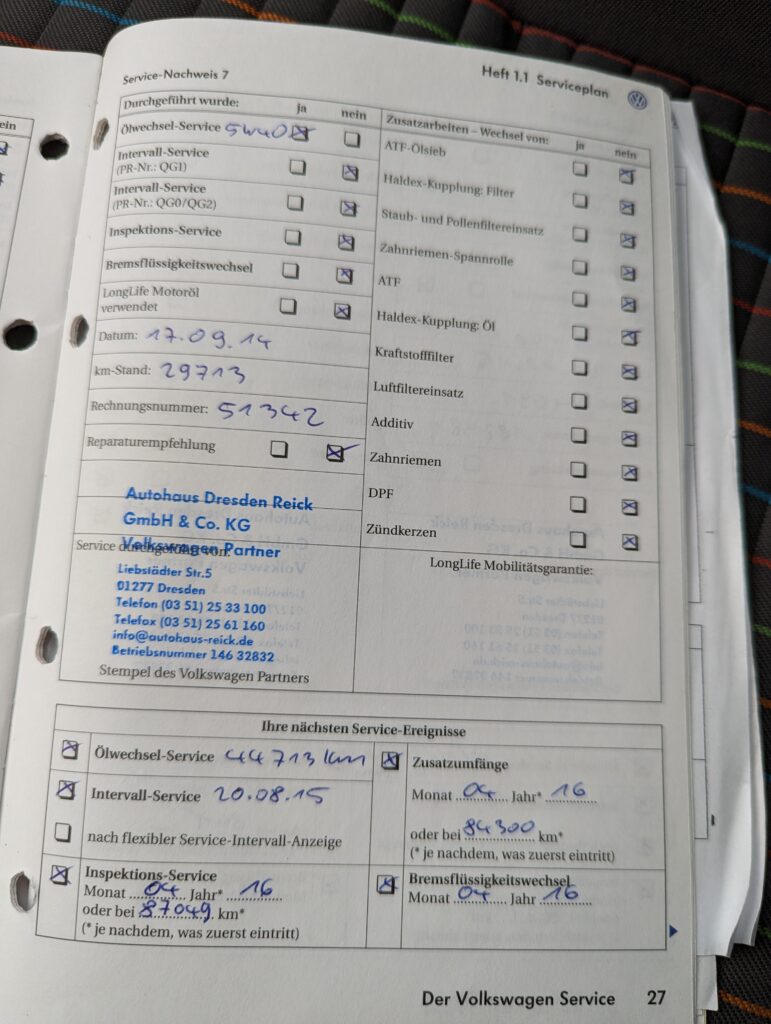 Service-Nachweis 7
Heft 1.1 Serviceplan
Durchgeführt wurde: ja nein
Ölwechsel-Service 5W40
Intervall-Service
(PR-Nr.: QG1)
Intervall-Service
(PR-Nr.: QG0/QG2)
Inspektions-Service
Bremsflüssigkeitswechsel
LongLife Motoröl
verwendet
Datum: 17.09.14
km-Stand: 29713
Rechnungsnummer: 51342
Reparaturempfehlung
Autohaus Dresden Reick
GmbH & Co. KG
Volkswagen Partner
Service durchgeführt von:
Liebstädter Str.5
01277 Dresden
Telefon (03 51) 25 33 100
Telefax (03 51) 25 61 160
info@autohaus-reick.de
Betriebsnummer 146 32832
Stempel des Volkswagen Partners
Zusatzarbeiten – Wechsel von: ja nein
ATF-Ölsieb
Haldex-Kupplung: Filter
Staub- und Pollenfiltereinsatz
Zahnriemen-Spannrolle
ATF
Haldex-Kupplung: Öl
Kraftstofffilter
Luftfiltereinsatz
Additiv
Zahnriemen
DPF
Zündkerzen
LongLife Mobilitätsgarantie:
Ihre nächsten Service-Ereignisse
Ölwechsel-Service 44713 km
Intervall-Service 20.08.15
nach flexibler Service-Intervall-Anzeige
Inspektions-Service
Monat 04 Jahr* 16
oder bei 87049 km*
(* je nachdem, was zuerst eintritt)
Zusatzumfänge
Monat 04 Jahr* 16
oder bei 84300 km*
(* je nachdem, was zuerst eintritt)
Bremsflüssigkeitswechsel
Monat 04 Jahr 16
Der Volkswagen Service 27